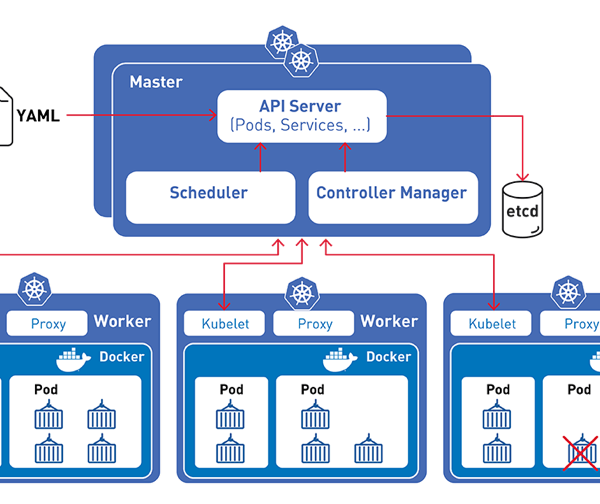 Master
YAML
API Server
(Pods, Services, ...)
Scheduler
Controller Manager
etcd
Proxy
Worker
Docker
Pod
Kubelet
Proxy
Worker
Docker
Pod
Pod
Kubelet
Proxy
Pod
Pod